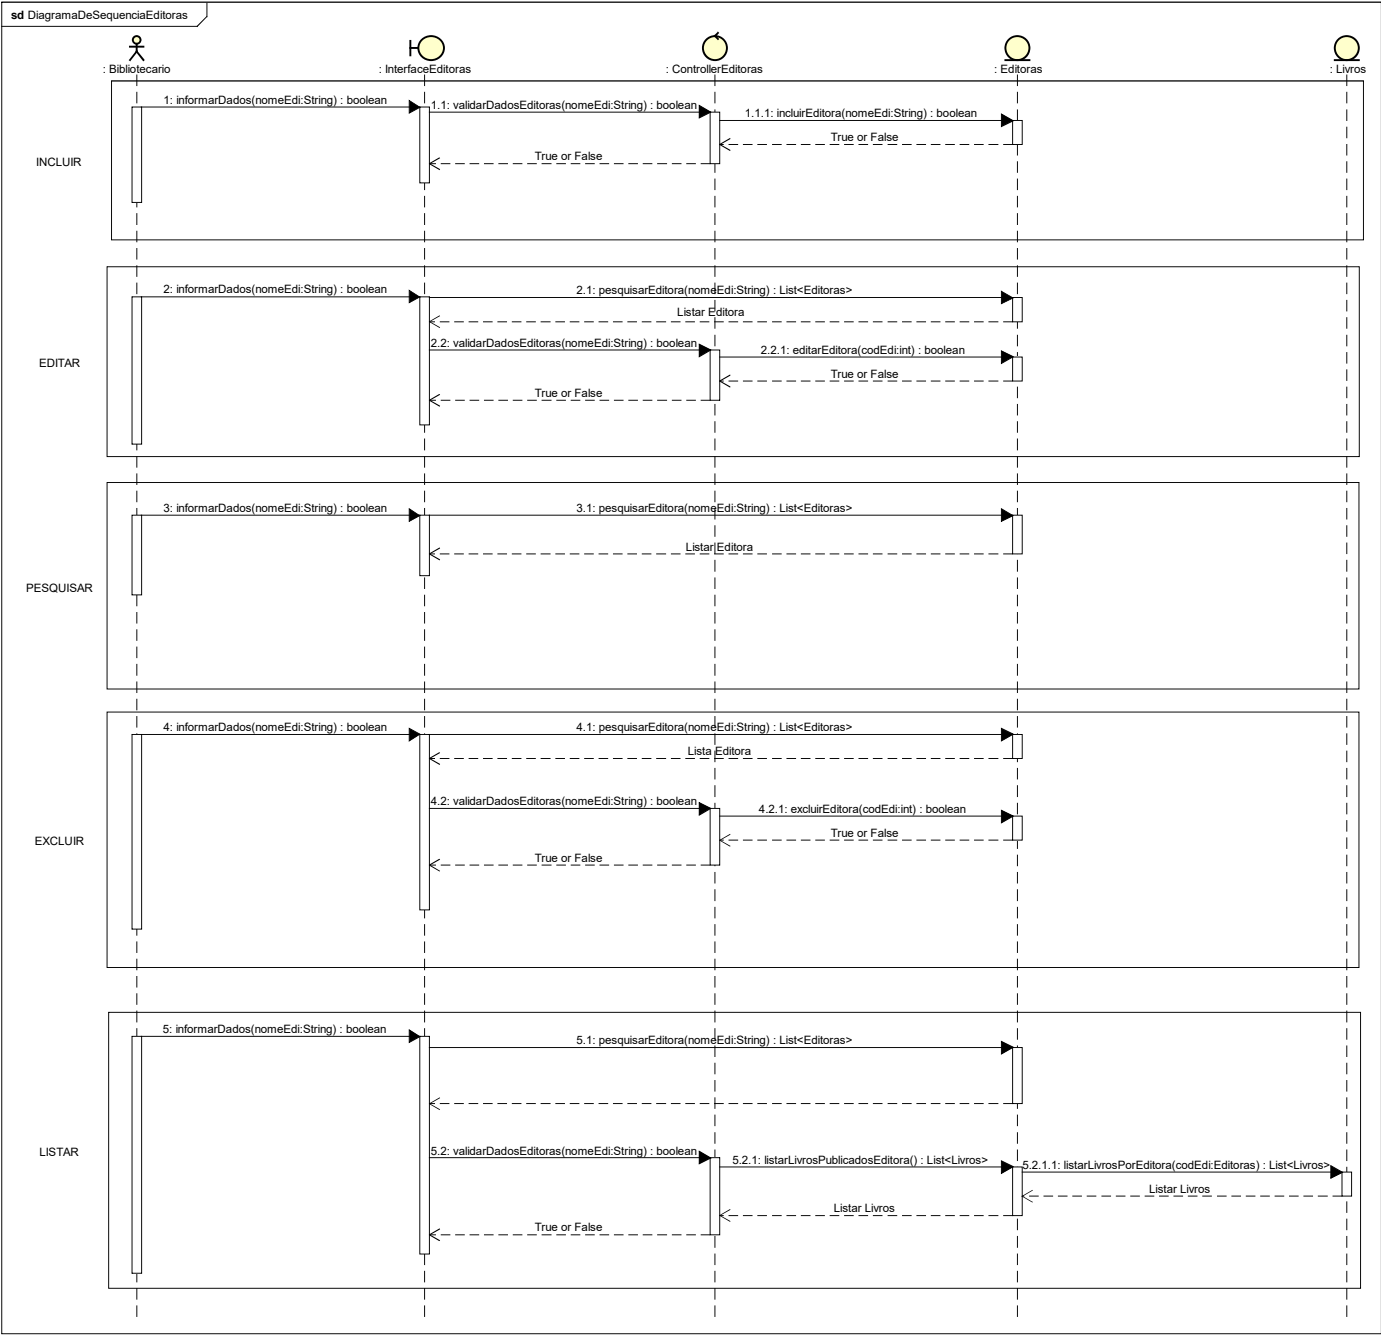 sd DiagramaDeSequenciaEditoras
: Bibliotecario
: InterfaceEditoras
: ControllerEditoras
: Editoras
: Livros
INCLUIR
1: informarDados(nomeEdi:String) : boolean
1.1: validarDadosEditoras(nomeEdi:String) : boolean
1.1.1: incluirEditora(nomeEdi:String) : boolean
True or False
True or False
EDITAR
2: informarDados(nomeEdi:String) : boolean
2.1: pesquisarEditora(nomeEdi:String) : List<Editoras>
Listar Editora
2.2: validarDadosEditoras(nomeEdi:String) : boolean
2.2.1: editarEditora(codEdi:int) : boolean
True or False
True or False
PESQUISAR
3: informarDados(nomeEdi:String) : boolean
3.1: pesquisarEditora(nomeEdi:String) : List<Editoras>
Listar Editora
EXCLUIR
4: informarDados(nomeEdi:String) : boolean
4.1: pesquisarEditora(nomeEdi:String) : List<Editoras>
Lista Editora
4.2: validarDadosEditoras(nomeEdi:String) : boolean
4.2.1: excluirEditora(codEdi:int) : boolean
True or False
True or False
LISTAR
5: informarDados(nomeEdi:String) : boolean
5.1: pesquisarEditora(nomeEdi:String) : List<Editoras>
5.2: validarDadosEditoras(nomeEdi:String) : boolean
5.2.1: listarLivrosPublicadosEditora() : List<Livros>
5.2.1.1: listarLivrosPorEditora(codEdi:Editoras) : List<Livros>
Listar Livros
Listar Livros
True or False